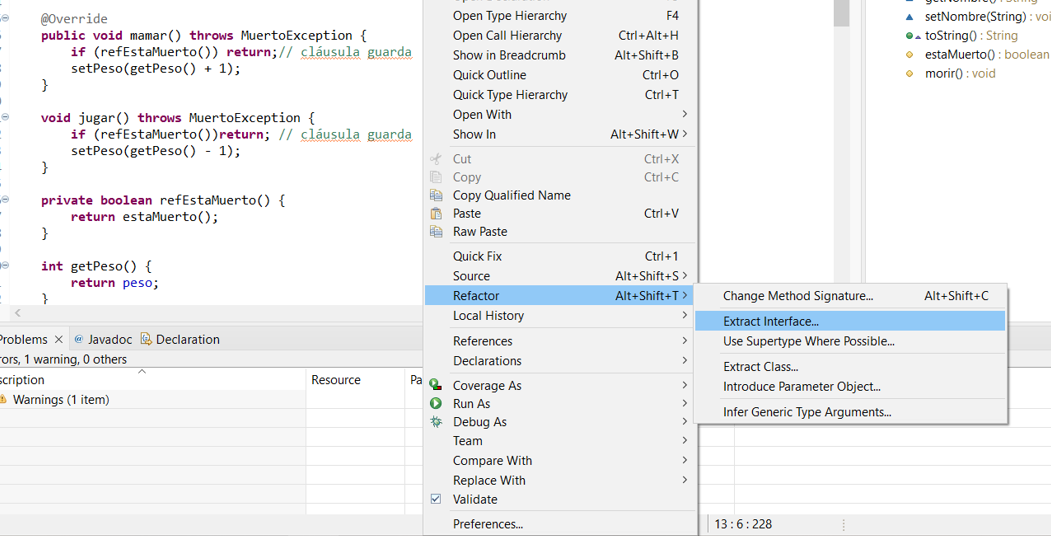 @Override
public void mamar() throws MuertoException {
if (refEstaMuerto()) return;// cláusula guarda
setPeso(getPeso() + 1);
}
void jugar() throws MuertoException {
if (refEstaMuerto())return; // cláusula guarda
setPeso(getPeso() - 1);
}
private boolean refEstaMuerto() {
return estaMuerto();
}
int getPeso() {
return peso;
}
Problems
Javadoc
Declaration
rors, 1 warning, 0 others
scription
Resource
Pa
Warnings (1 item)
Open Type Hierarchy F4
Open Call Hierarchy Ctrl+Alt+H
Show in Breadcrumb Alt+Shift+B
Quick Outline Ctrl+O
Quick Type Hierarchy Ctrl+T
Open With
Show In Alt+Shift+W
Cut Ctrl+X
Copy Ctrl+C
Copy Qualified Name
Paste Ctrl+V
Raw Paste
Quick Fix Ctrl+1
Source Alt+Shift+S
Refactor Alt+Shift+T
Local History
References
Declarations
Coverage As
Run As
Debug As
Team
Compare With
Replace With
Validate
Preferences...
Change Method Signature... Alt+Shift+C
Extract Interface...
Use Supertype Where Possible...
Extract Class...
Introduce Parameter Object...
Infer Generic Type Arguments...
getNombre() : String
setNombre(String) : voi
toString() : String
estaMuerto() : boolean
morir() : void
13 : 6 : 228